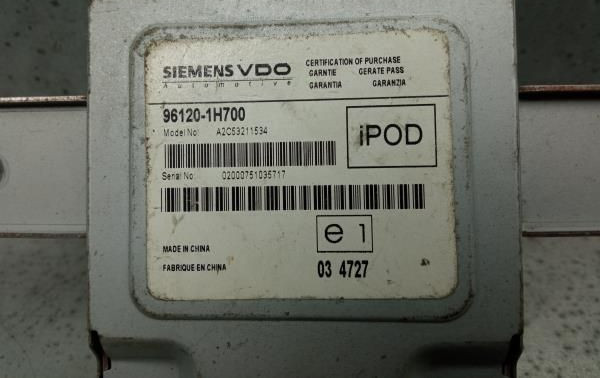 SIEMENS VDO
Automotive
CERTIFICATION OF PURCHASE
GARNTIE GERATE PASS
GARANTIA GARANZIA
96120-1H700
Model No: A2C53211534
iPOD
Serial No: 02000751035717
e 1
MADE IN CHINA
FABRIQUE EN CHINA
03 4727